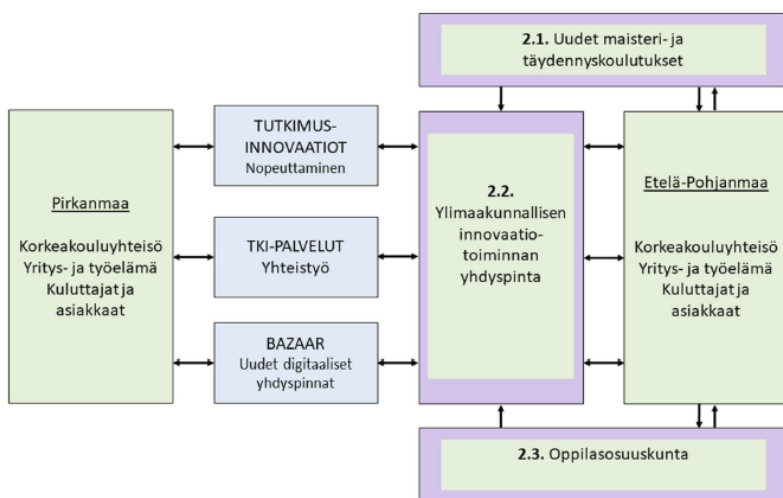 2.1. Uudet maisteri- ja
täydennyskoulutukset
Pirkanmaa
Korkeakouluyhteisö
Yritys- ja työelämä
Kuluttajat ja
asiakkaat
TUTKIMUS-
INNOVAATIOT
Nopeuttaminen
TKI-PALVELUT
Yhteistyö
BAZAAR
Uudet digitaaliset
yhdyspinnat
2.2.
Ylimaakunnallisen
innovaatio-
toiminnan
yhdyspinta
Etelä-Pohjanmaa
Korkeakouluyhteisö
Yritys- ja työelämä
Kuluttajat ja
asiakkaat
2.3. Oppilasosuuskunta